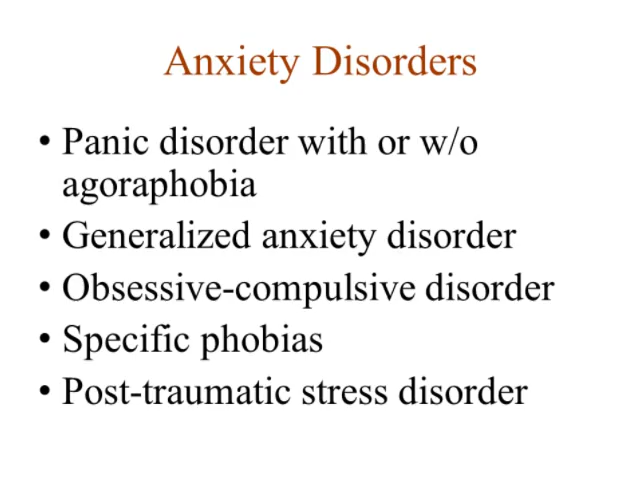 Anxiety Disorders
• Panic disorder with or w/o
agoraphobia
• Generalized anxiety disorder
• Obsessive-compulsive disorder
• Specific phobias
• Post-traumatic stress disorder